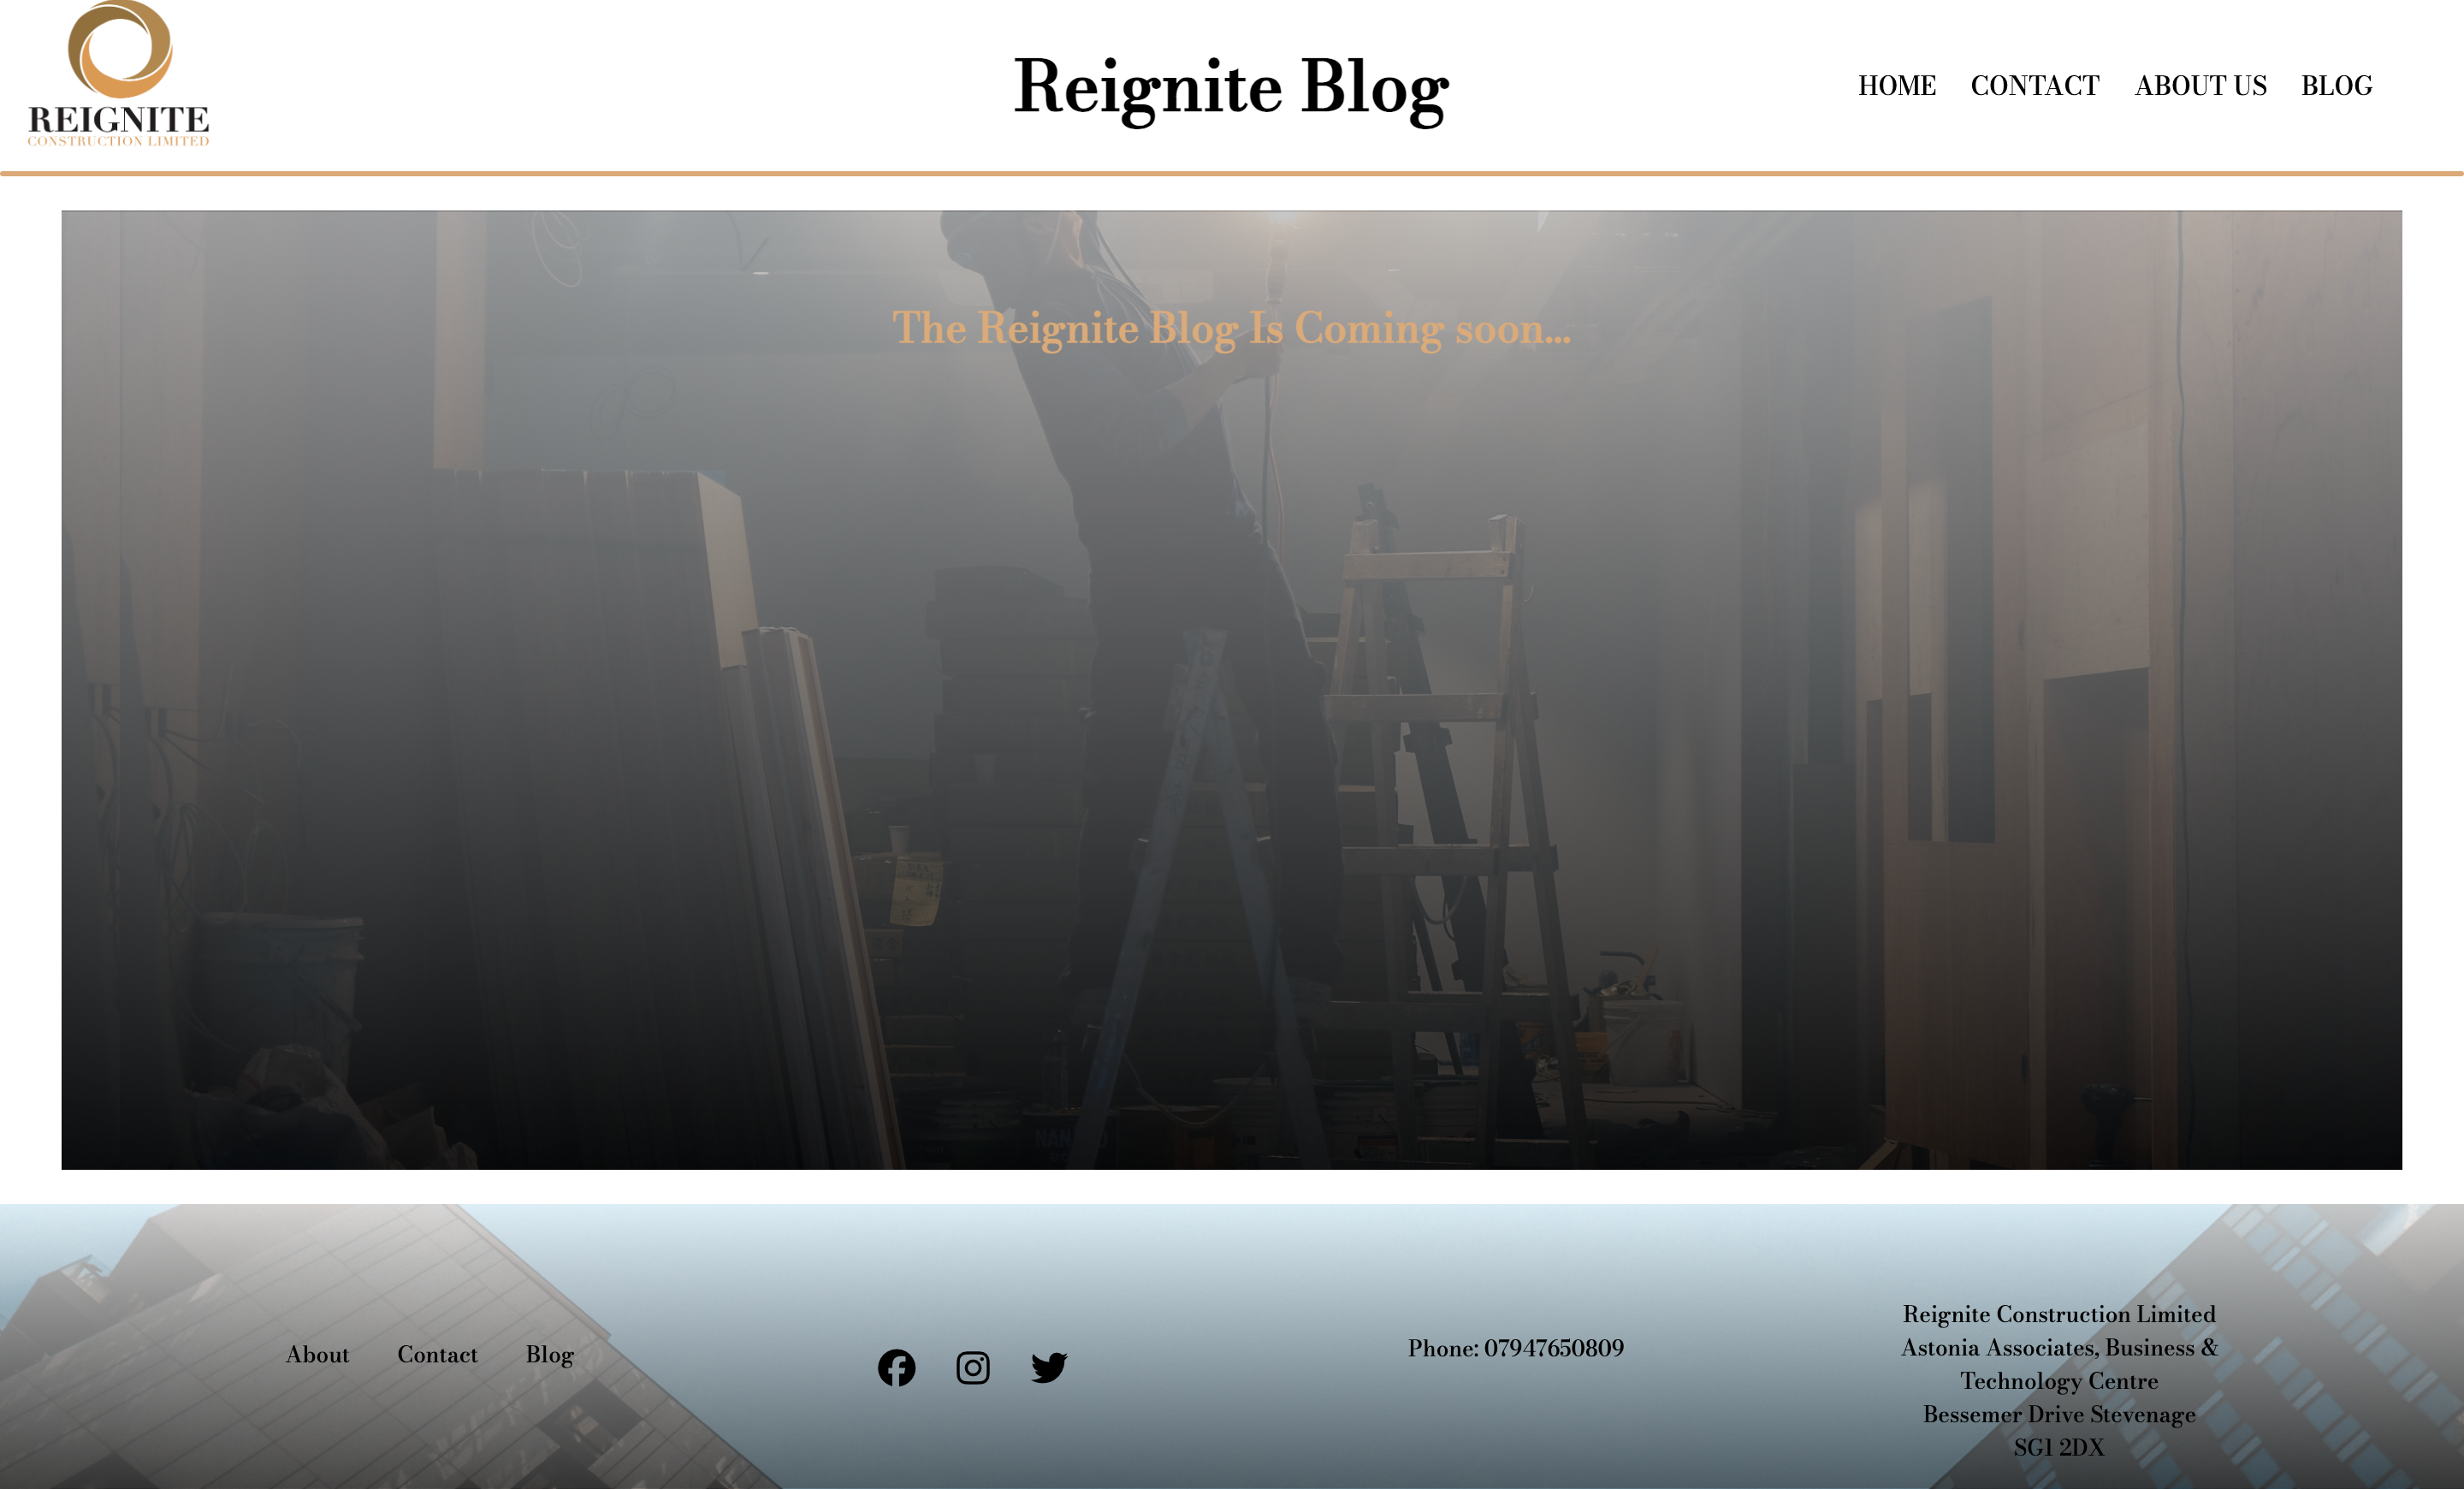 REIGNITE
CONSTRUCTION LIMITED
Reignite Blog
HOME CONTACT ABOUT US BLOG
The Reignite Blog Is Coming soon...
About Contact Blog
Phone: 07947650809
Reignite Construction Limited
Astonia Associates, Business &
Technology Centre
Bessemer Drive Stevenage
SG1 2DX